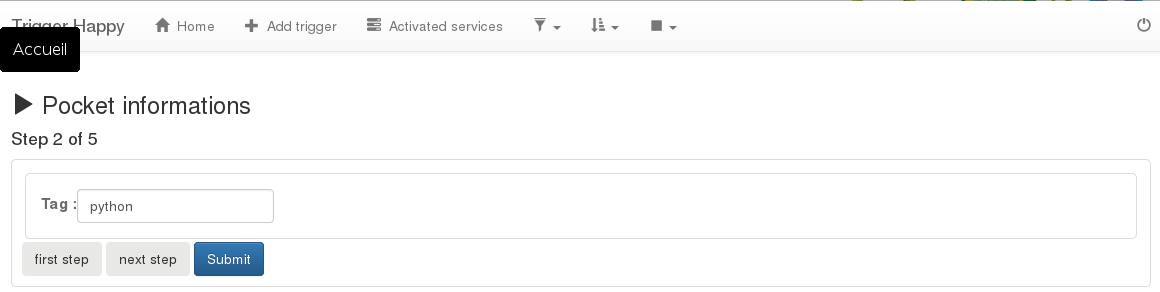 Trigger Happy Home Add trigger Activated services
Accueil
Pocket informations
Step 2 of 5
Tag : python
first step next step Submit